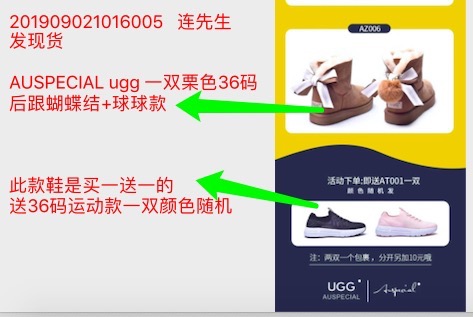 201909021016005 连先生
发现货
AUSPECIAL ugg 一双栗色36码
后跟蝴蝶结+球球款
此款鞋是买一送一的
送36码运动款一双颜色随机
AZ006
活动下单:即送AT001一双
颜色随机发
注：两双一个包裹，分开另加10元哦
UGG
AUSPECIAL
Auspecial